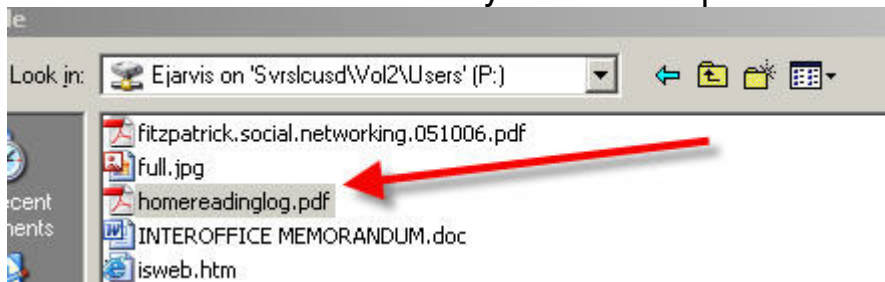 le
Look in: Ejarvis on 'Svrslcusd\Vol2\Users' (P:)
fitzpatrick.social.networking.051006.pdf
full.jpg
homereadinglog.pdf
INTEROFFICE MEMORANDUM.doc
isweb.htm
ecent
ments